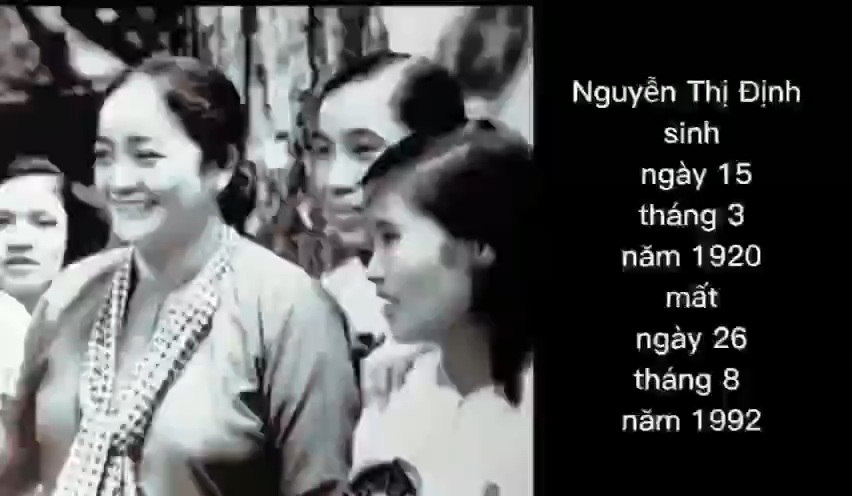 Nguyễn Thị Định
sinh
ngày 15
tháng 3
năm 1920
mất
ngày 26
tháng 8
năm 1992